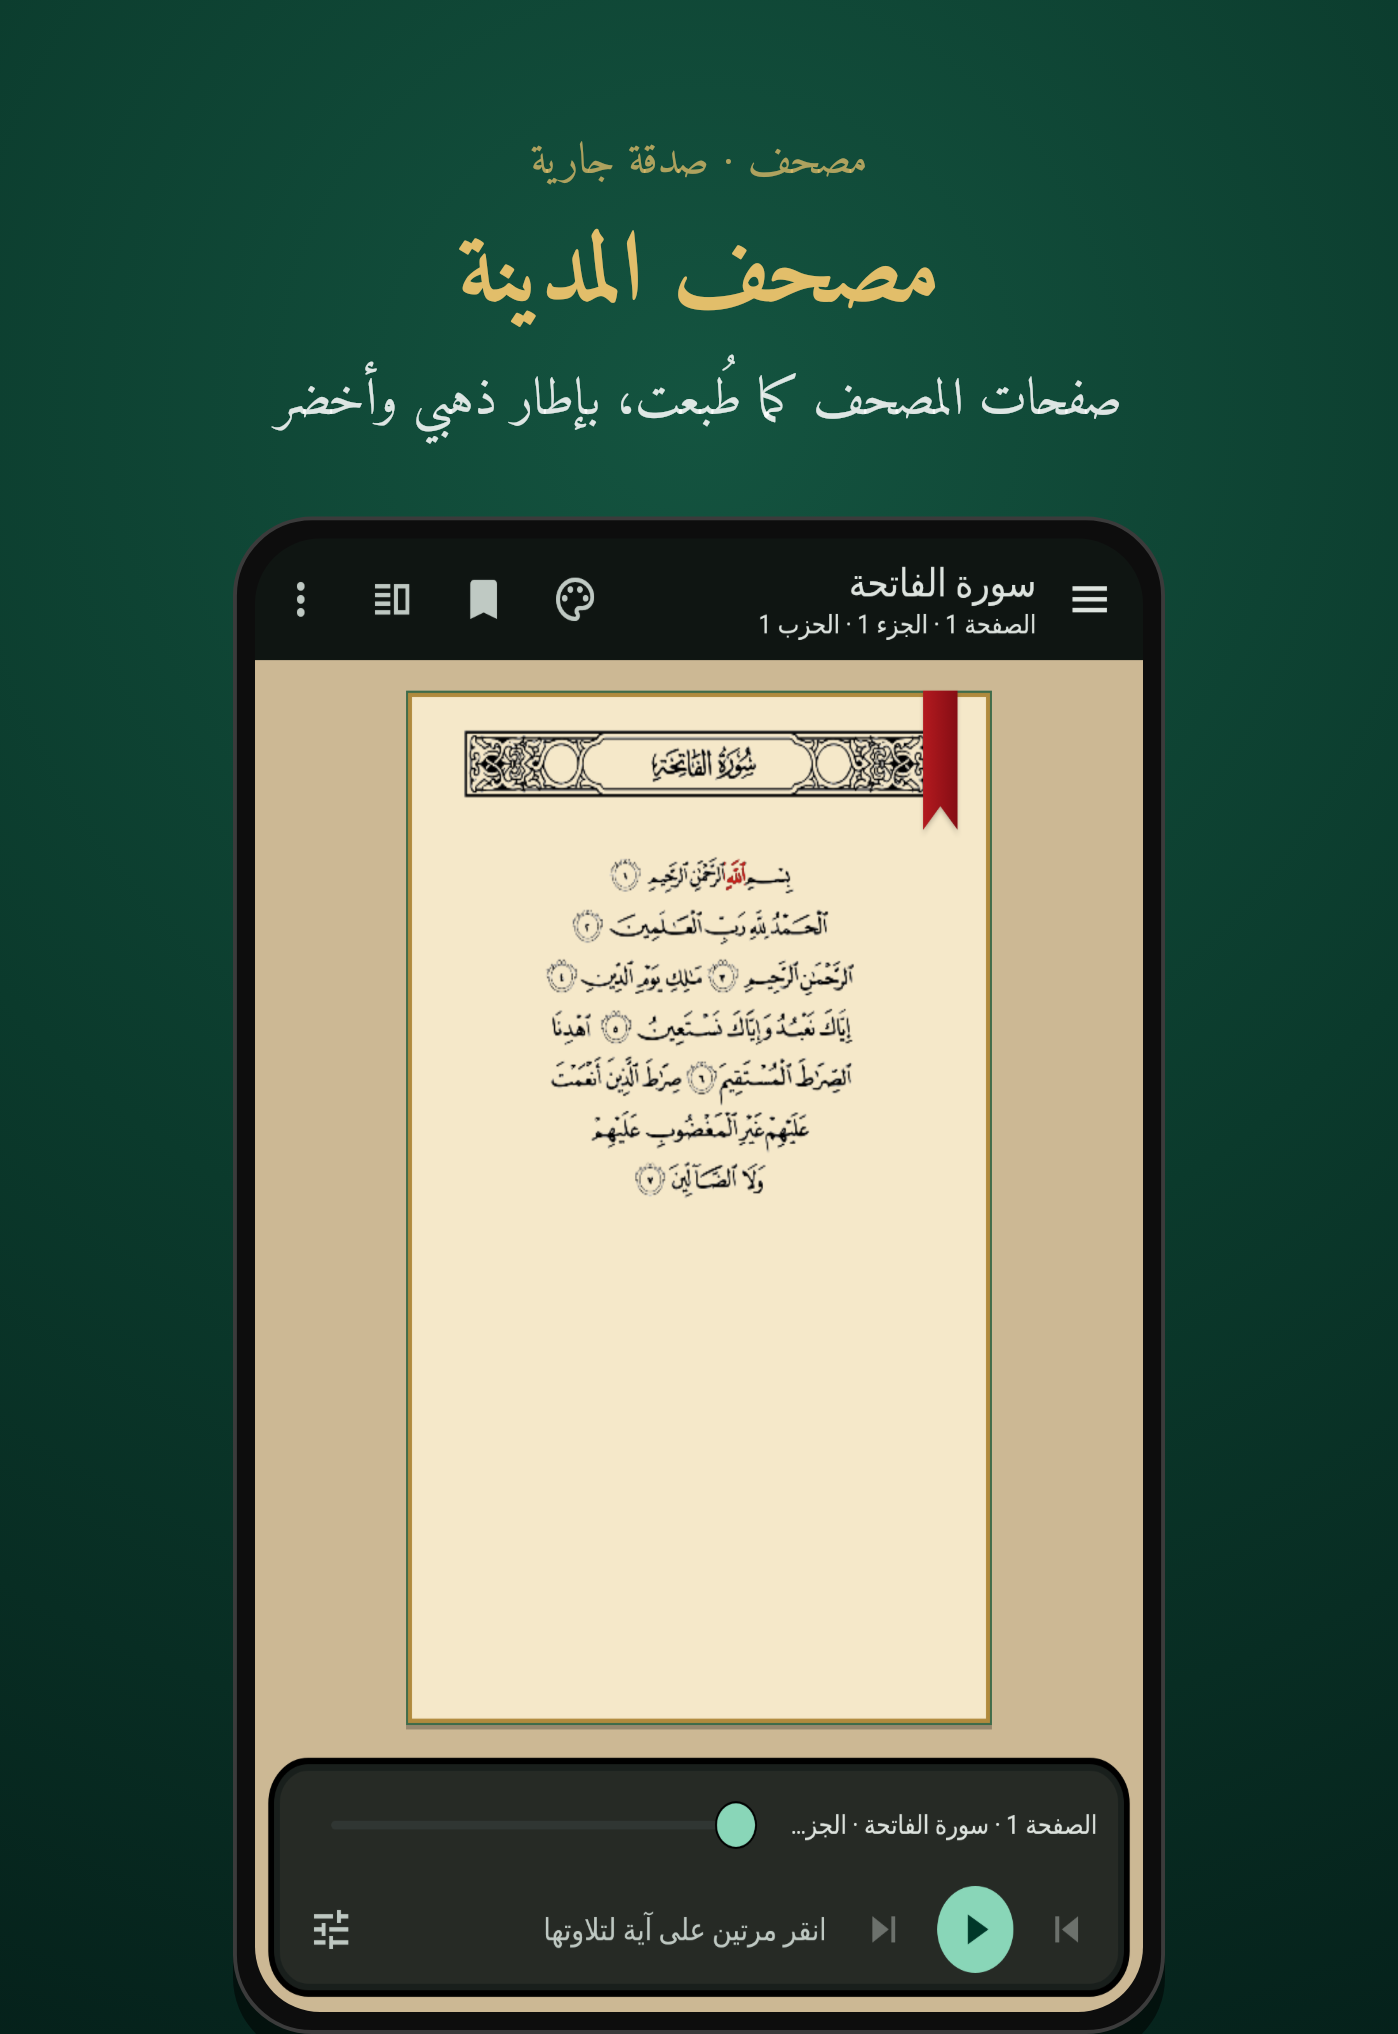 مصحف · صدقة جارية
مصحف المدينة
صفحات المصحف كما طُبعت، بإطار ذهبي وأخضر
سورة الفاتحة
الصفحة 1 · الجزء 1 · الحزب 1
سُورَةُ الفَاتِحَةِ
بِسْمِ ٱللَّهِ ٱلرَّحْمَٰنِ ٱلرَّحِيمِ ١
ٱلْحَمْدُ لِلَّهِ رَبِّ ٱلْعَٰلَمِينَ ٢
ٱلرَّحْمَٰنِ ٱلرَّحِيمِ ٣ مَٰلِكِ يَوْمِ ٱلدِّينِ ٤
إِيَّاكَ نَعْبُدُ وَإِيَّاكَ نَسْتَعِينُ ٥ ٱهْدِنَا
ٱلصِّرَٰطَ ٱلْمُسْتَقِيمَ ٦ صِرَٰطَ ٱلَّذِينَ أَنْعَمْتَ
عَلَيْهِمْ غَيْرِ ٱلْمَغْضُوبِ عَلَيْهِمْ
وَلَا ٱلضَّآلِّينَ ٧
الصفحة 1 · سورة الفاتحة · الجز...
انقر مرتين على آية لتلاوتها